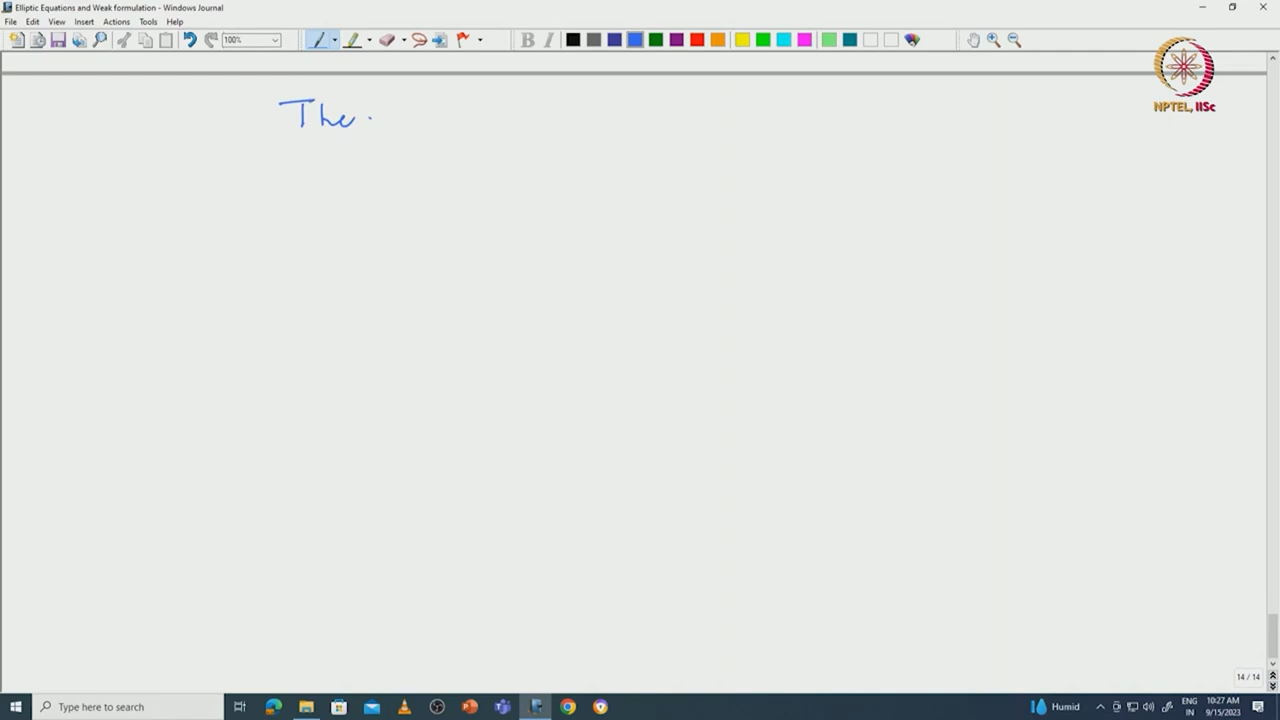 Elliptic Equations and Weak formulation - Windows Journal
File Edit View Insert Actions Tools Help
100%
B I
NPTEL, IISc
The
14 / 14
Type here to search
Humid
ENG
IN
10:27 AM
9/15/2023